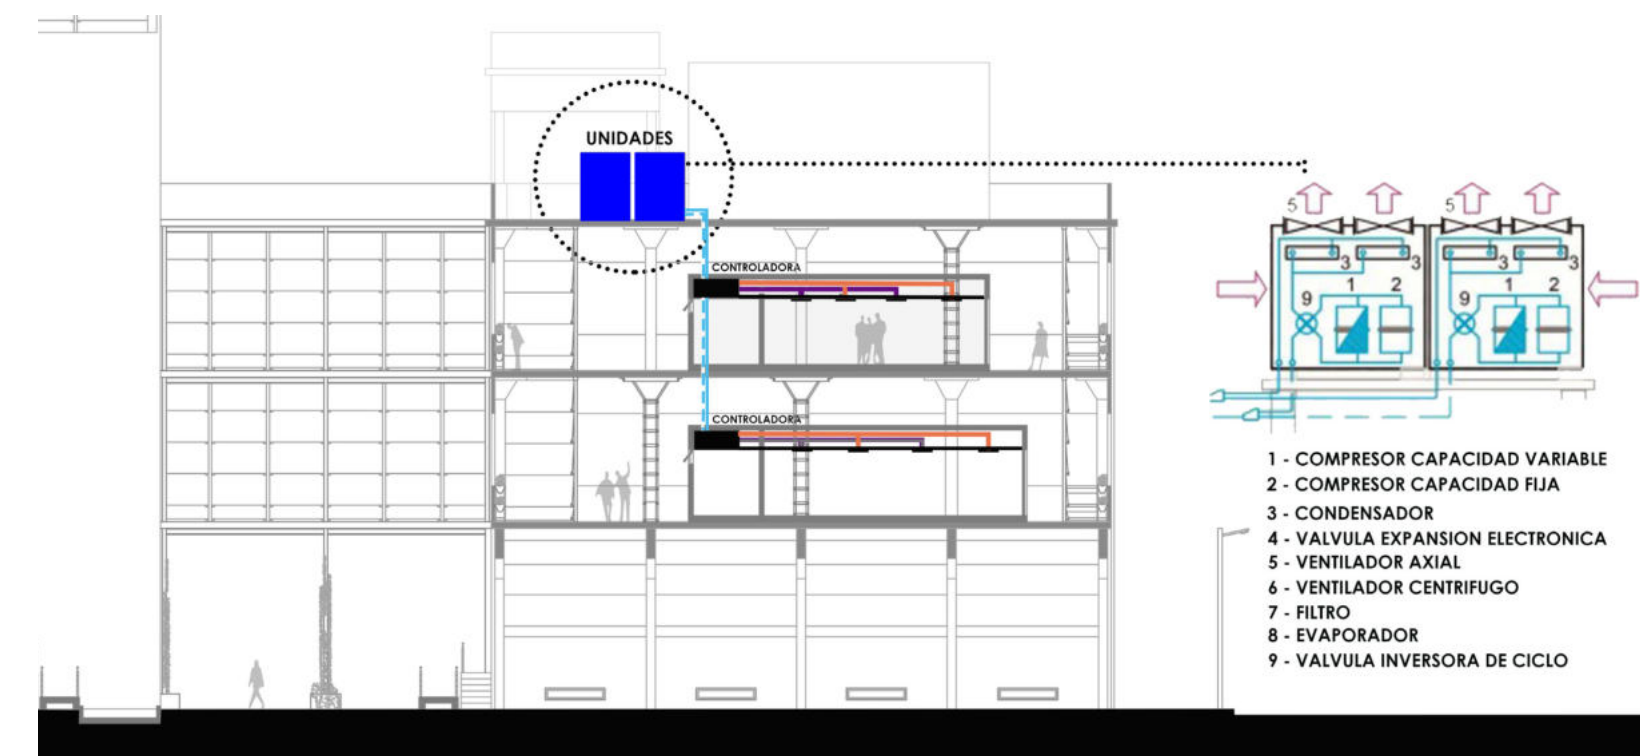 UNIDADES
CONTROLADORA
CONTROLADORA
5
5
3
3
3
3
9
1
2
9
1
2
1 - COMPRESOR CAPACIDAD VARIABLE
2 - COMPRESOR CAPACIDAD FIJA
3 - CONDENSADOR
4 - VALVULA EXPANSION ELECTRONICA
5 - VENTILADOR AXIAL
6 - VENTILADOR CENTRIFUGO
7 - FILTRO
8 - EVAPORADOR
9 - VALVULA INVERSORA DE CICLO